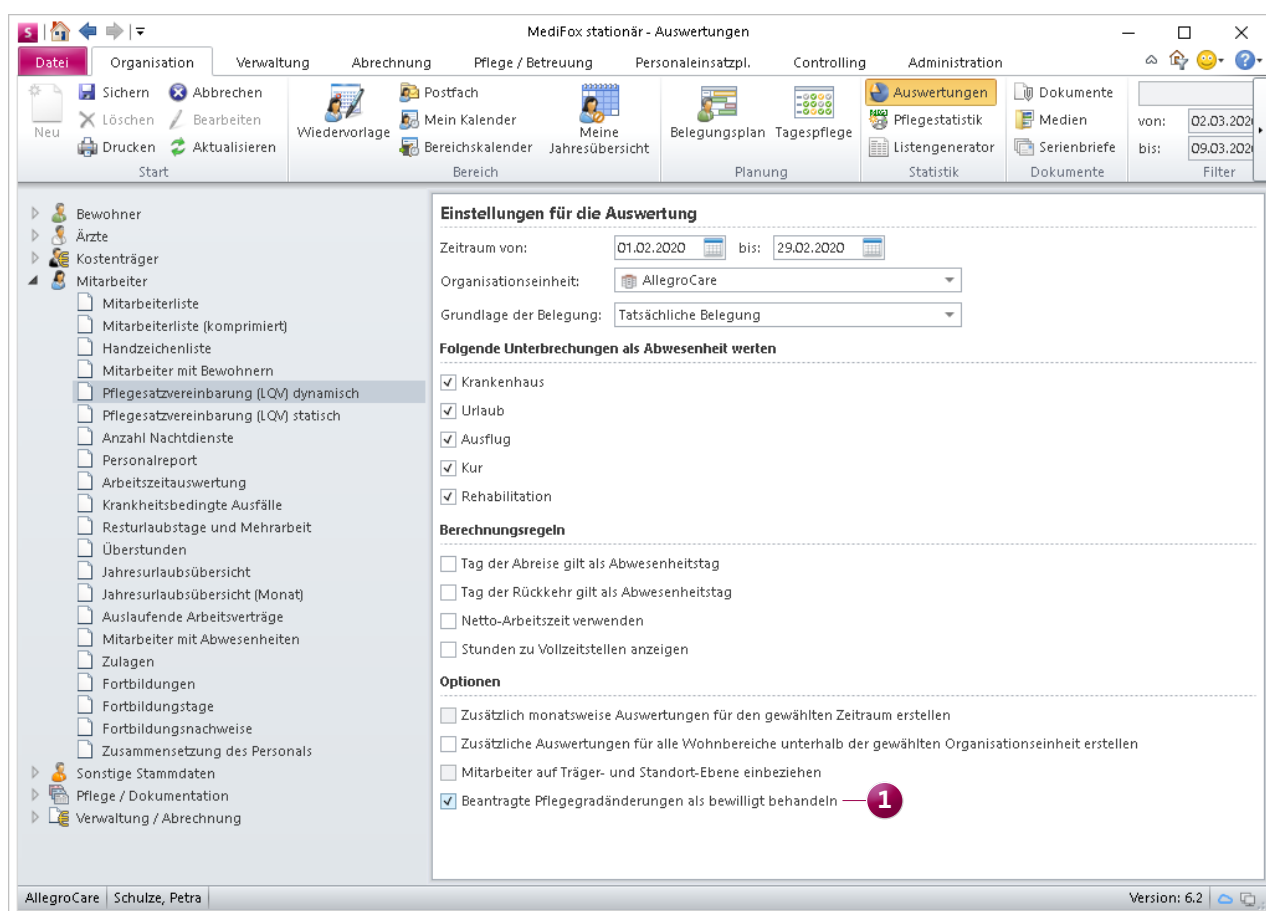 MediFox stationär - Auswertungen
Datei Organisation Verwaltung Abrechnung Pflege / Betreuung Personaleinsatzpl. Controlling Administration
Neu
Sichern Abbrechen
Löschen Bearbeiten
Drucken Aktualisieren
Start
Wiedervorlage
Postfach
Mein Kalender
Bereichskalender
Meine Jahresübersicht
Bereich
Belegungsplan Tagespflege
Planung
Auswertungen
Pflegestatistik
Listengenerator
Statistik
Dokumente
Medien
Serienbriefe
Dokumente
von: 02.03.202
bis: 09.03.202
Filter
Bewohner
Ärzte
Kostenträger
Mitarbeiter
Mitarbeiterliste
Mitarbeiterliste (komprimiert)
Handzeichenliste
Mitarbeiter mit Bewohnern
Pflegesatzvereinbarung (LQV) dynamisch
Pflegesatzvereinbarung (LQV) statisch
Anzahl Nachtdienste
Personalreport
Arbeitszeitauswertung
Krankheitsbedingte Ausfälle
Resturlaubstage und Mehrarbeit
Überstunden
Jahresurlaubsübersicht
Jahresurlaubsübersicht (Monat)
Auslaufende Arbeitsverträge
Mitarbeiter mit Abwesenheiten
Zulagen
Fortbildungen
Fortbildungstage
Fortbildungsnachweise
Zusammensetzung des Personals
Sonstige Stammdaten
Pflege / Dokumentation
Verwaltung / Abrechnung
Einstellungen für die Auswertung
Zeitraum von: 01.02.2020 bis: 29.02.2020
Organisationseinheit: AllegroCare
Grundlage der Belegung: Tatsächliche Belegung
Folgende Unterbrechungen als Abwesenheit werten
Krankenhaus
Urlaub
Ausflug
Kur
Rehabilitation
Berechnungsregeln
Tag der Abreise gilt als Abwesenheitstag
Tag der Rückkehr gilt als Abwesenheitstag
Netto-Arbeitszeit verwenden
Stunden zu Vollzeitstellen anzeigen
Optionen
Zusätzlich monatsweise Auswertungen für den gewählten Zeitraum erstellen
Zusätzliche Auswertungen für alle Wohnbereiche unterhalb der gewählten Organisationseinheit erstellen
Mitarbeiter auf Träger- und Standort-Ebene einbeziehen
Beantragte Pflegegradänderungen als bewilligt behandeln
1
AllegroCare Schulze, Petra Version: 6.2